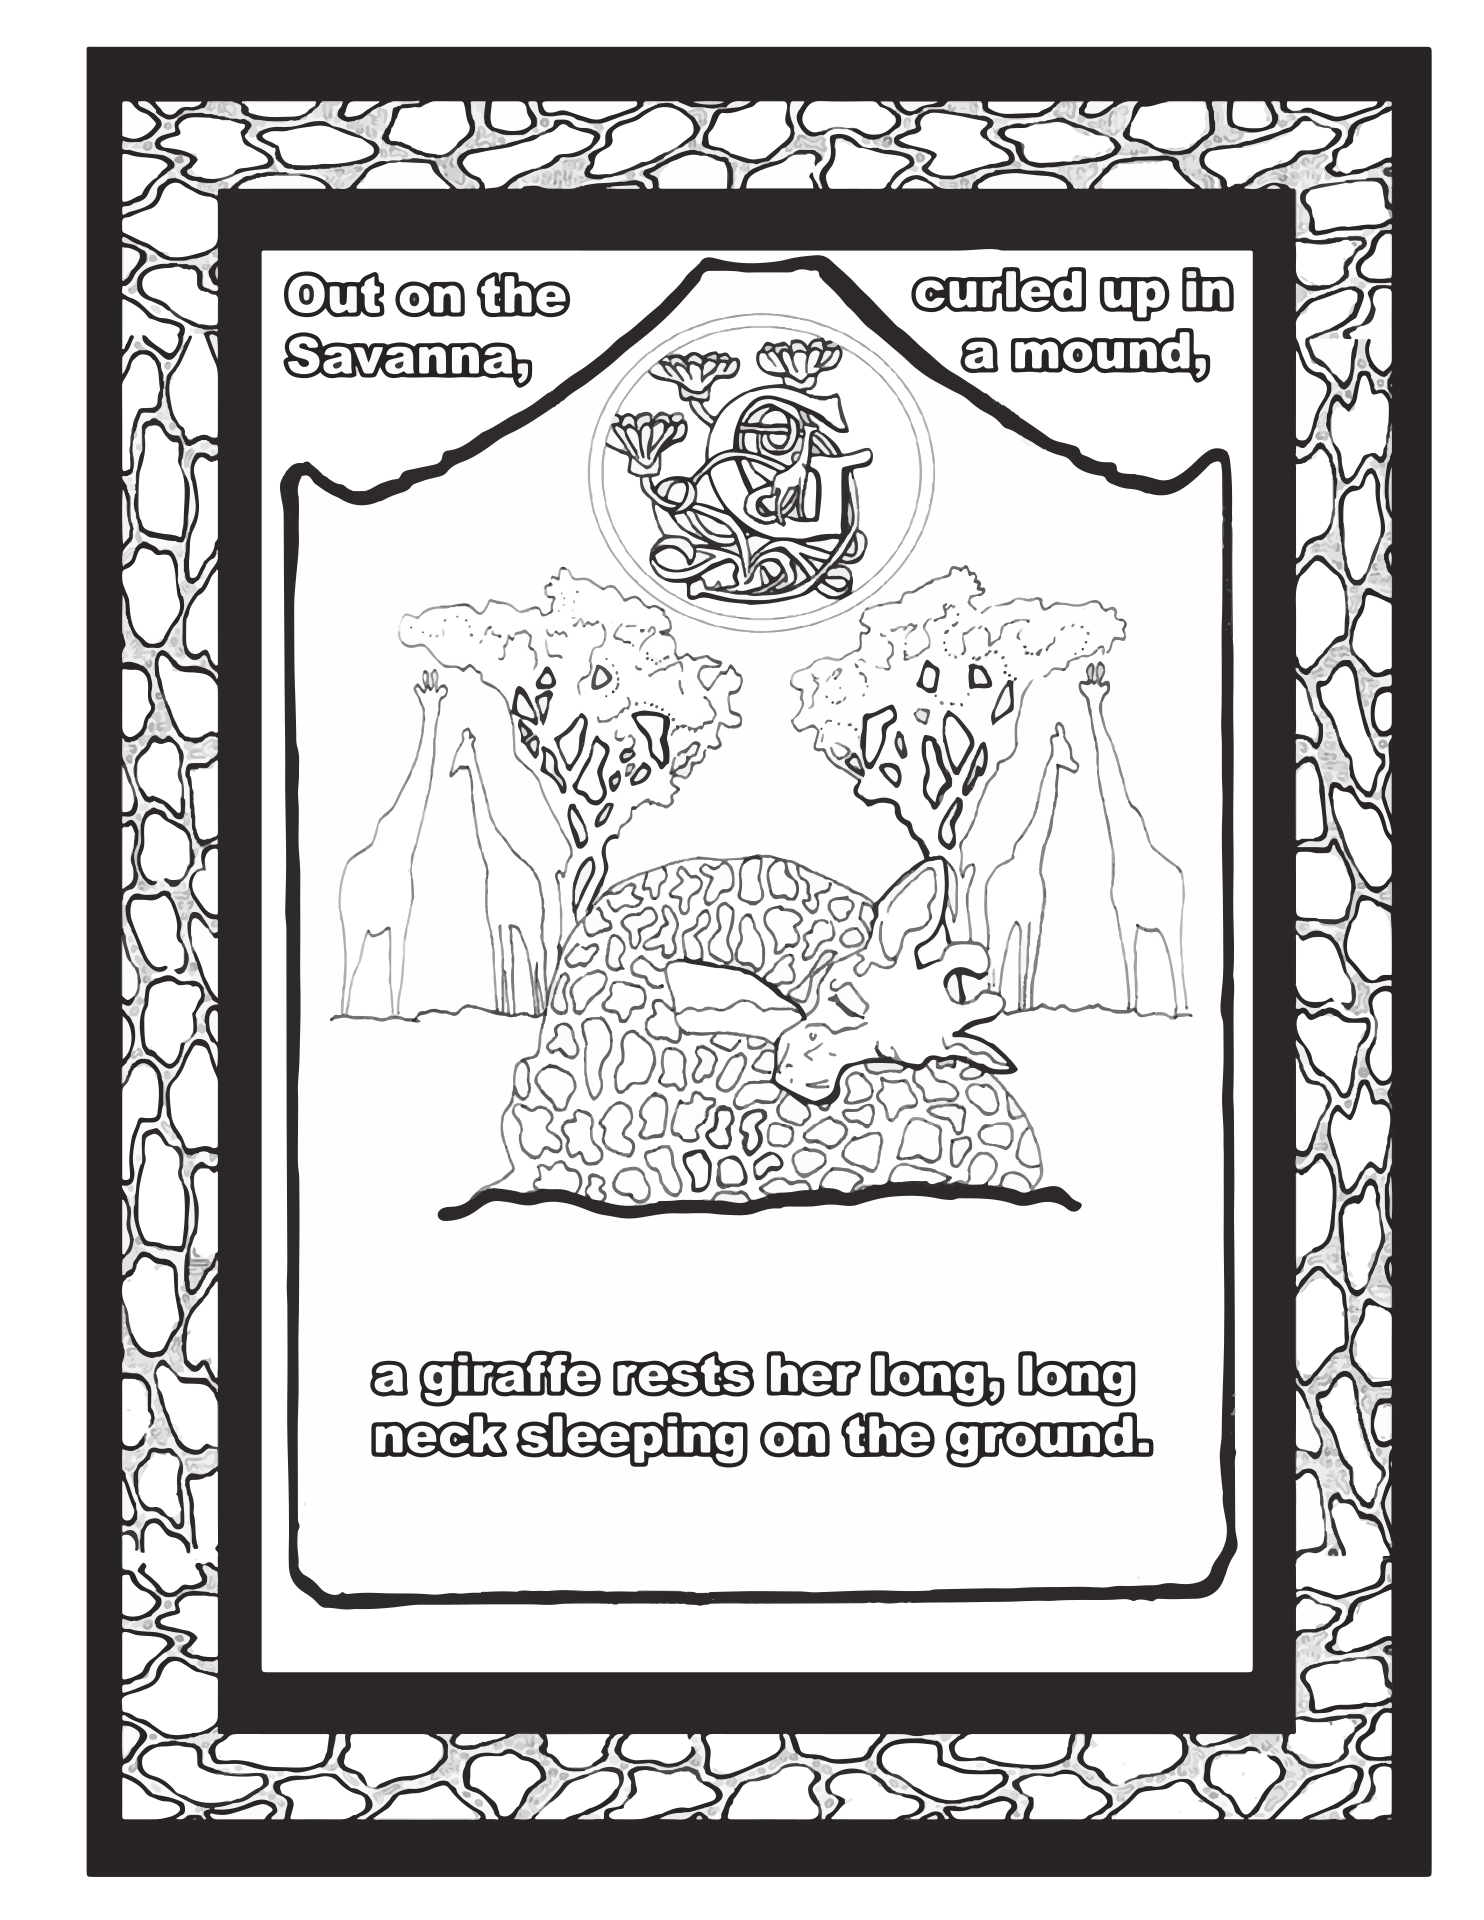 Out on the
Savanna,
curled up in
a mound,
G
a giraffe rests her long, long
neck sleeping on the ground.